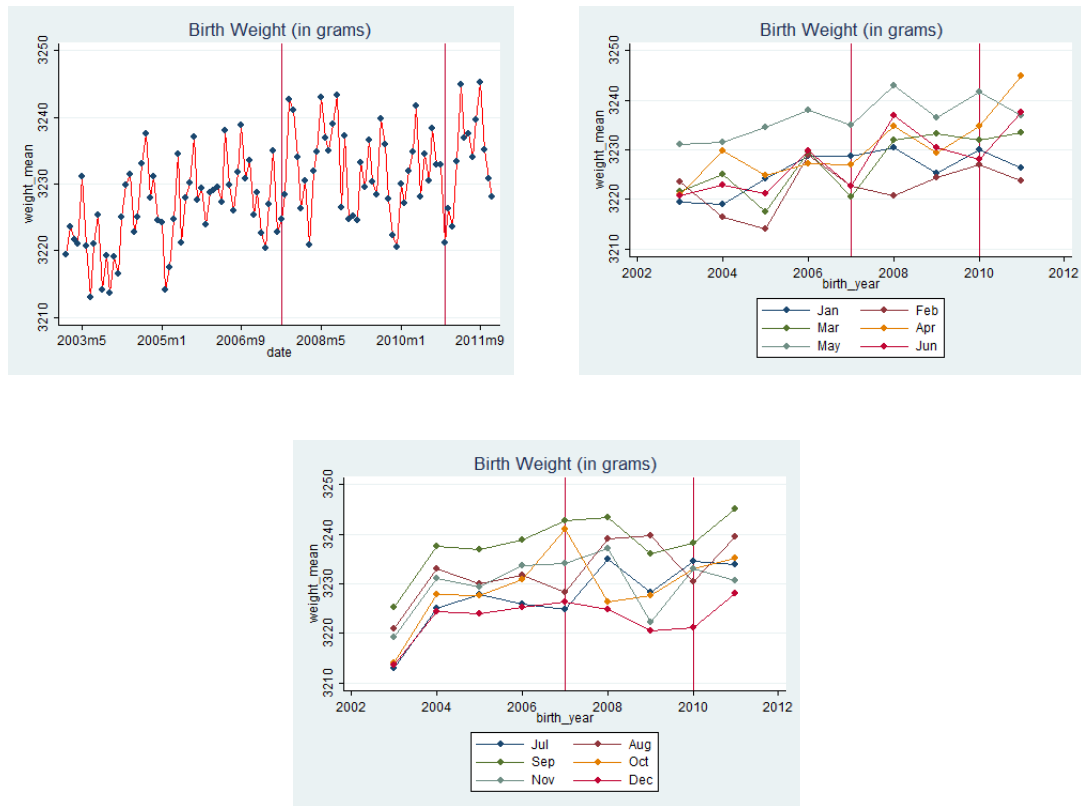 Birth Weight (in grams)
weight_mean
3250
3240
3230
3220
3210
2003m5 2005m1 2006m9 2008m5 2010m1 2011m9
date
Birth Weight (in grams)
weight_mean
3250
3240
3230
3220
3210
2002 2004 2006 2008 2010 2012
birth_year
Jan Feb
Mar Apr
May Jun
Birth Weight (in grams)
weight_mean
3250
3240
3230
3220
3210
2002 2004 2006 2008 2010 2012
birth_year
Jul Aug
Sep Oct
Nov Dec